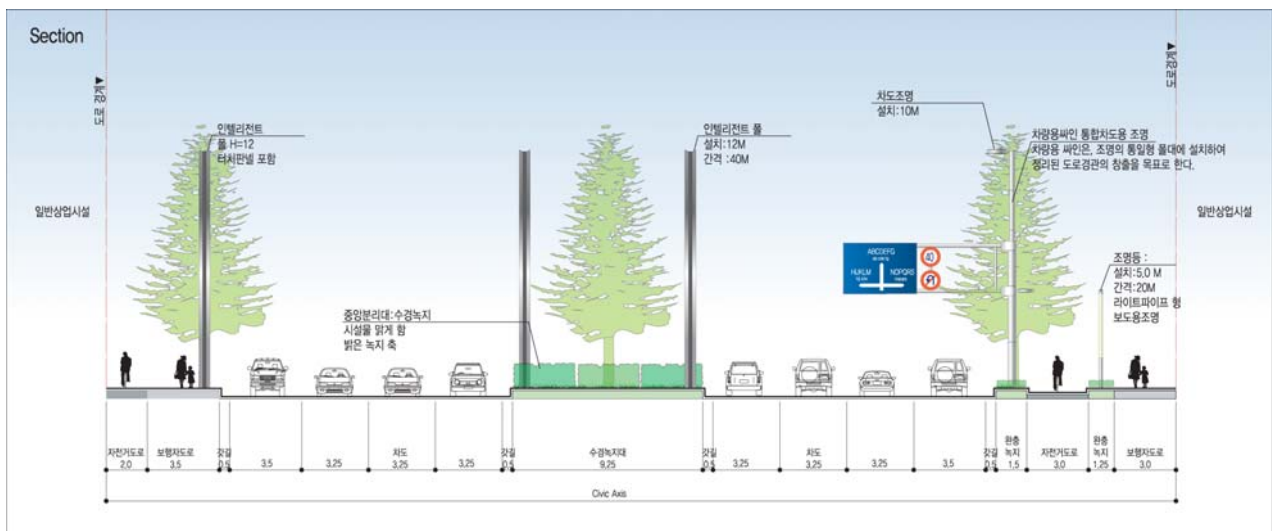 Section
도로 경계▼
도로경계▼
인텔리전트
폴 H=12
터치판넬 포함
인텔리전트 폴
설치:12M
간격 :40M
차도조명
설치:10M
차량용싸인 통합차도용 조명
차량용 싸인은, 조명의 통일형 폴대에 설치하여
정리된 도로경관의 창출을 목표로 한다.
일반상업시설
일반상업시설
ABCDEFG
HIJKLM
NOPQRS
40
조명등 :
설치:5.0 M
간격:20M
라이트파이프 형
보도용조명
중앙분리대:수경녹지
시설물 맑게 함
밝은 녹지 축
자전거도로
2.0
보행자도로
3.5
갓길
0.5
3.5
3.25
차도
3.25
3.25
갓길
0.5
수경녹지대
9.25
갓길
0.5
3.25
차도
3.25
3.25
3.5
갓길
0.5
완충
녹지
1.5
자전거도로
3.0
완충
녹지
1.25
보행자도로
3.0
Civic Axis